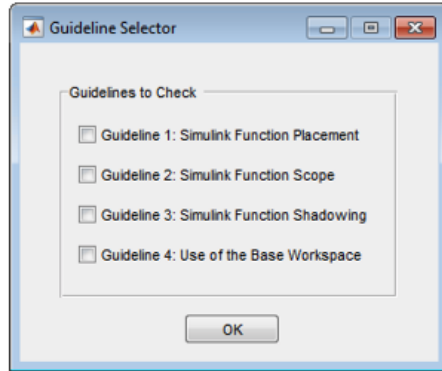 Guideline Selector
Guidelines to Check
Guideline 1: Simulink Function Placement
Guideline 2: Simulink Function Scope
Guideline 3: Simulink Function Shadowing
Guideline 4: Use of the Base Workspace
OK